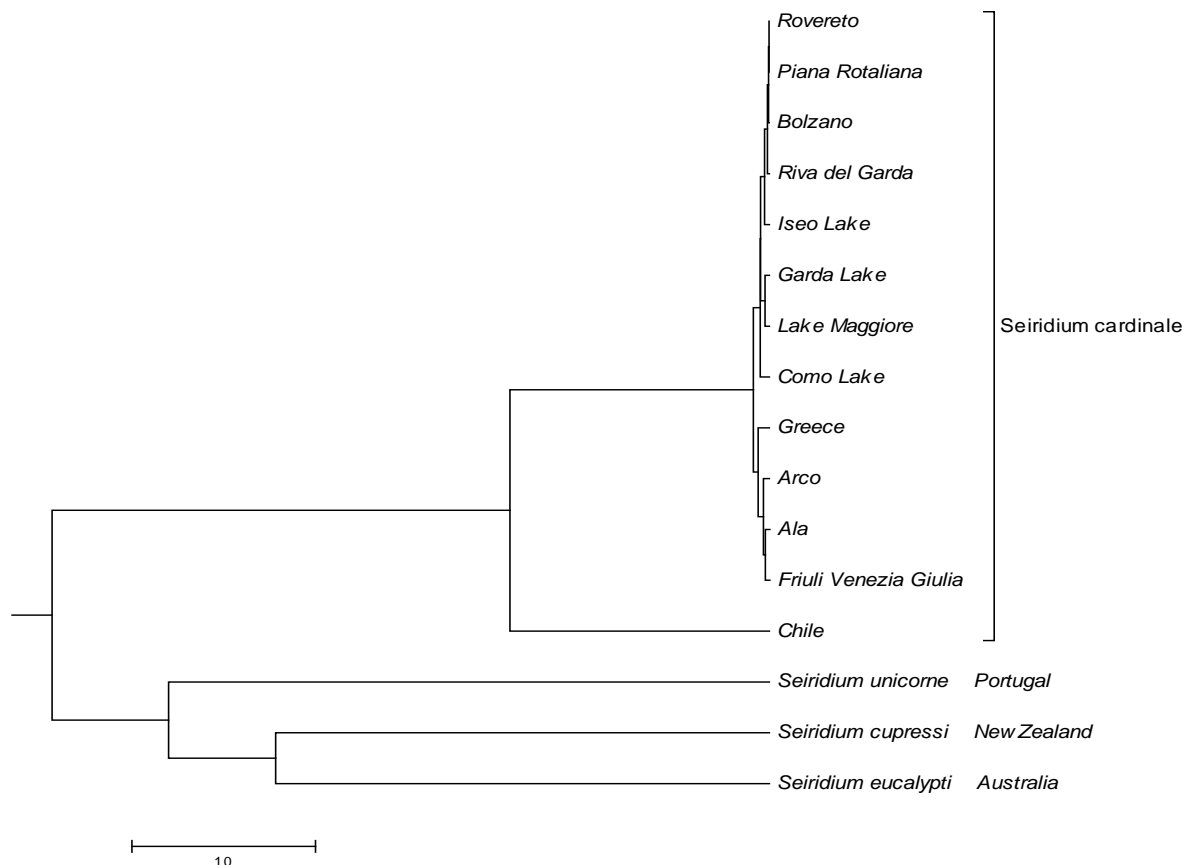 Rovereto
Piana Rotaliana
Bolzano
Riva del Garda
Iseo Lake
Garda Lake
Lake Maggiore
Seiridium cardinale
Como Lake
Greece
Arco
Ala
Friuli Venezia Giulia
Chile
Seiridium unicorne Portugal
Seiridium cupressi New Zealand
Seiridium eucalypti Australia